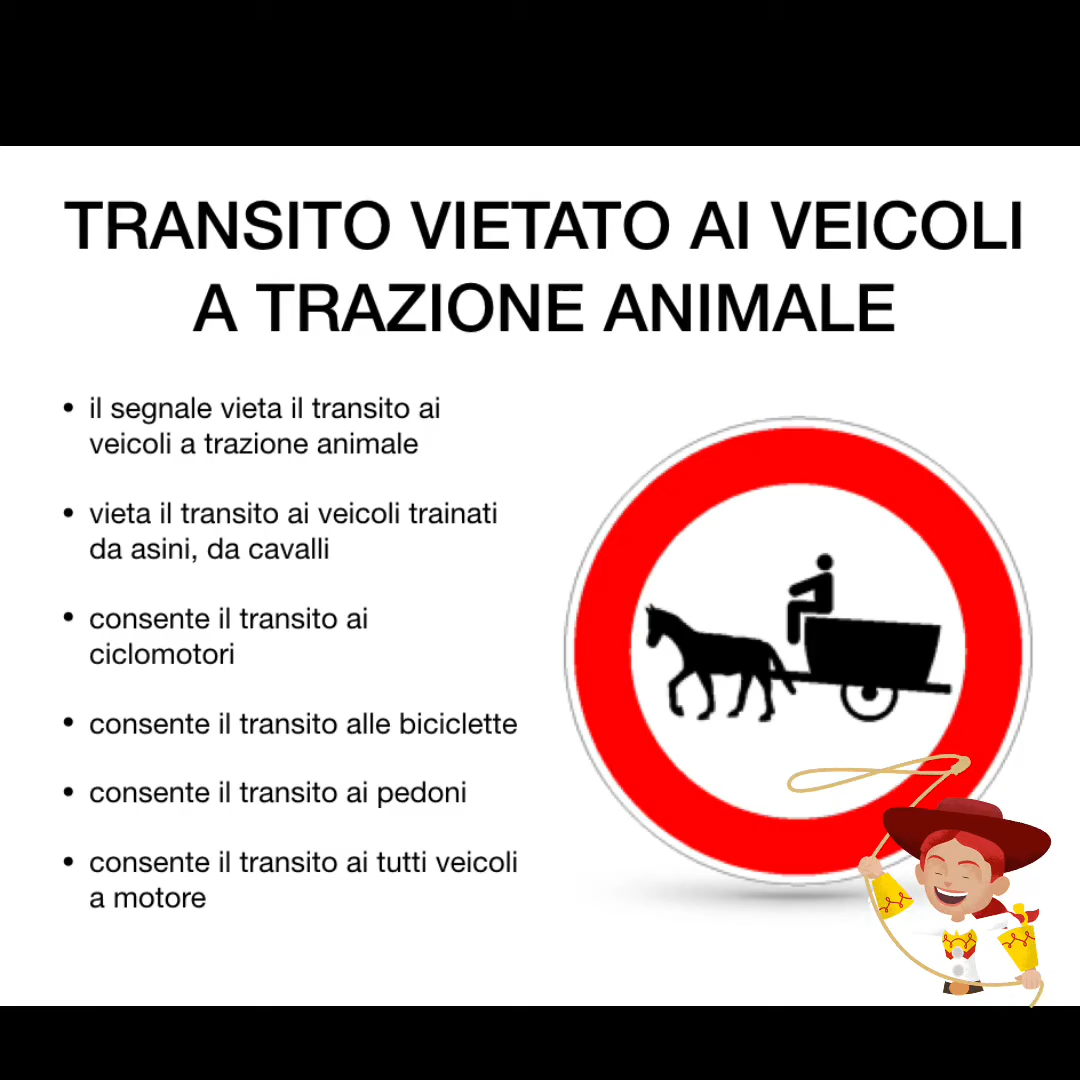 TRANSITO VIETATO AI VEICOLI
A TRAZIONE ANIMALE
• il segnale vieta il transito ai
veicoli a trazione animale
• vieta il transito ai veicoli trainati
da asini, da cavalli
• consente il transito ai
ciclomotori
• consente il transito alle biciclette
• consente il transito ai pedoni
• consente il transito ai tutti veicoli
a motore